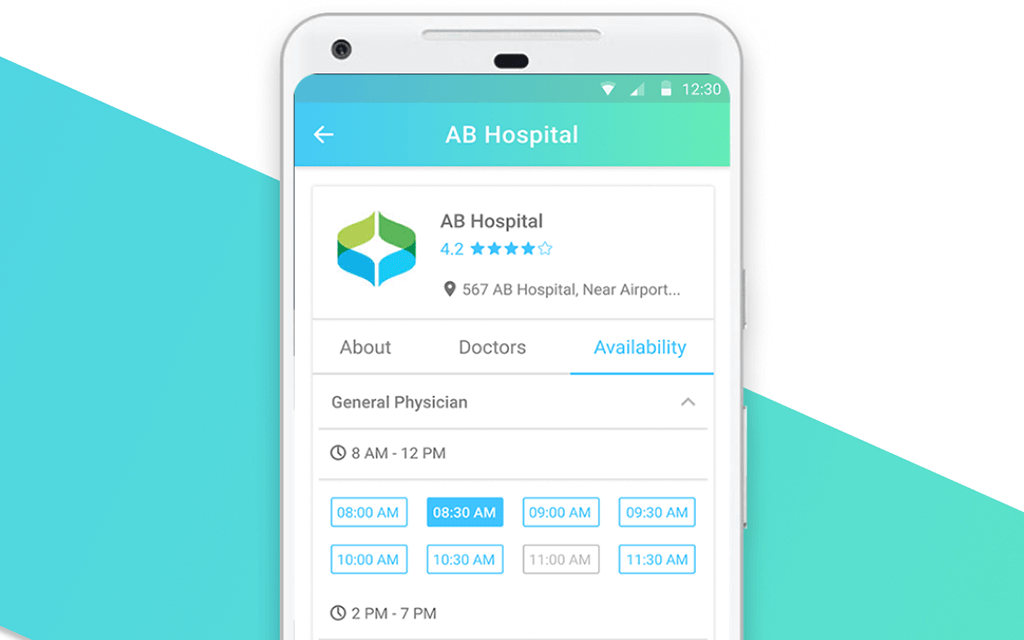 12:30
AB Hospital
AB Hospital
4.2
567 AB Hospital, Near Airport...
About Doctors Availability
General Physician
8 AM - 12 PM
08:00 AM 08:30 AM 09:00 AM 09:30 AM
10:00 AM 10:30 AM 11:00 AM 11:30 AM
2 PM - 7 PM